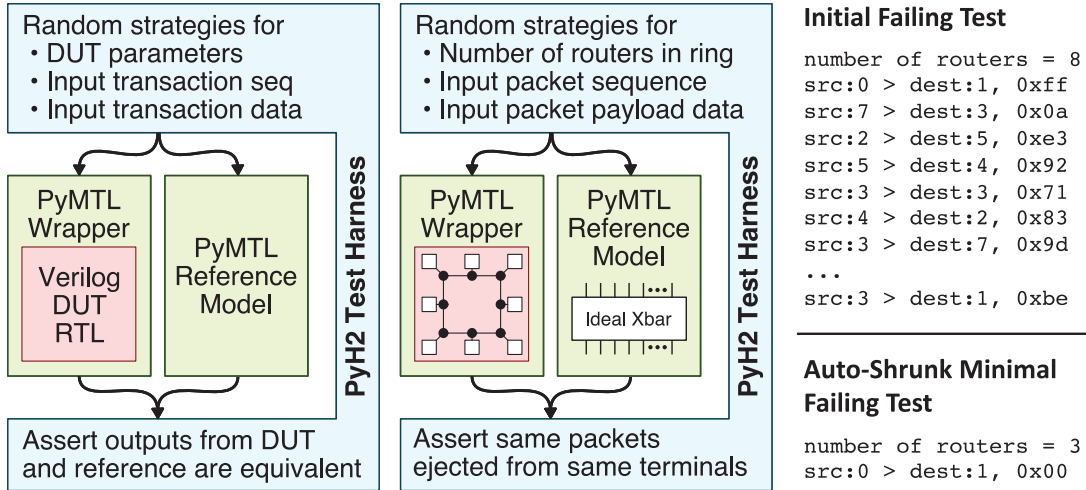 Random strategies for
• DUT parameters
• Input transaction seq
• Input transaction data
PyMTL
Wrapper
Verilog
DUT
RTL
PyMTL
Reference
Model
PyH2 Test Harness
Assert outputs from DUT
and reference are equivalent
Random strategies for
• Number of routers in ring
• Input packet sequence
• Input packet payload data
PyMTL
Wrapper
PyMTL
Reference
Model
Ideal Xbar
PyH2 Test Harness
Assert same packets
ejected from same terminals
Initial Failing Test
number of routers = 8
src:0 > dest:1, 0xff
src:7 > dest:3, 0x0a
src:2 > dest:5, 0xe3
src:5 > dest:4, 0x92
src:3 > dest:3, 0x71
src:4 > dest:2, 0x83
src:3 > dest:7, 0x9d
...
src:3 > dest:1, 0xbe
Auto-Shrunk Minimal
Failing Test
number of routers = 3
src:0 > dest:1, 0x00